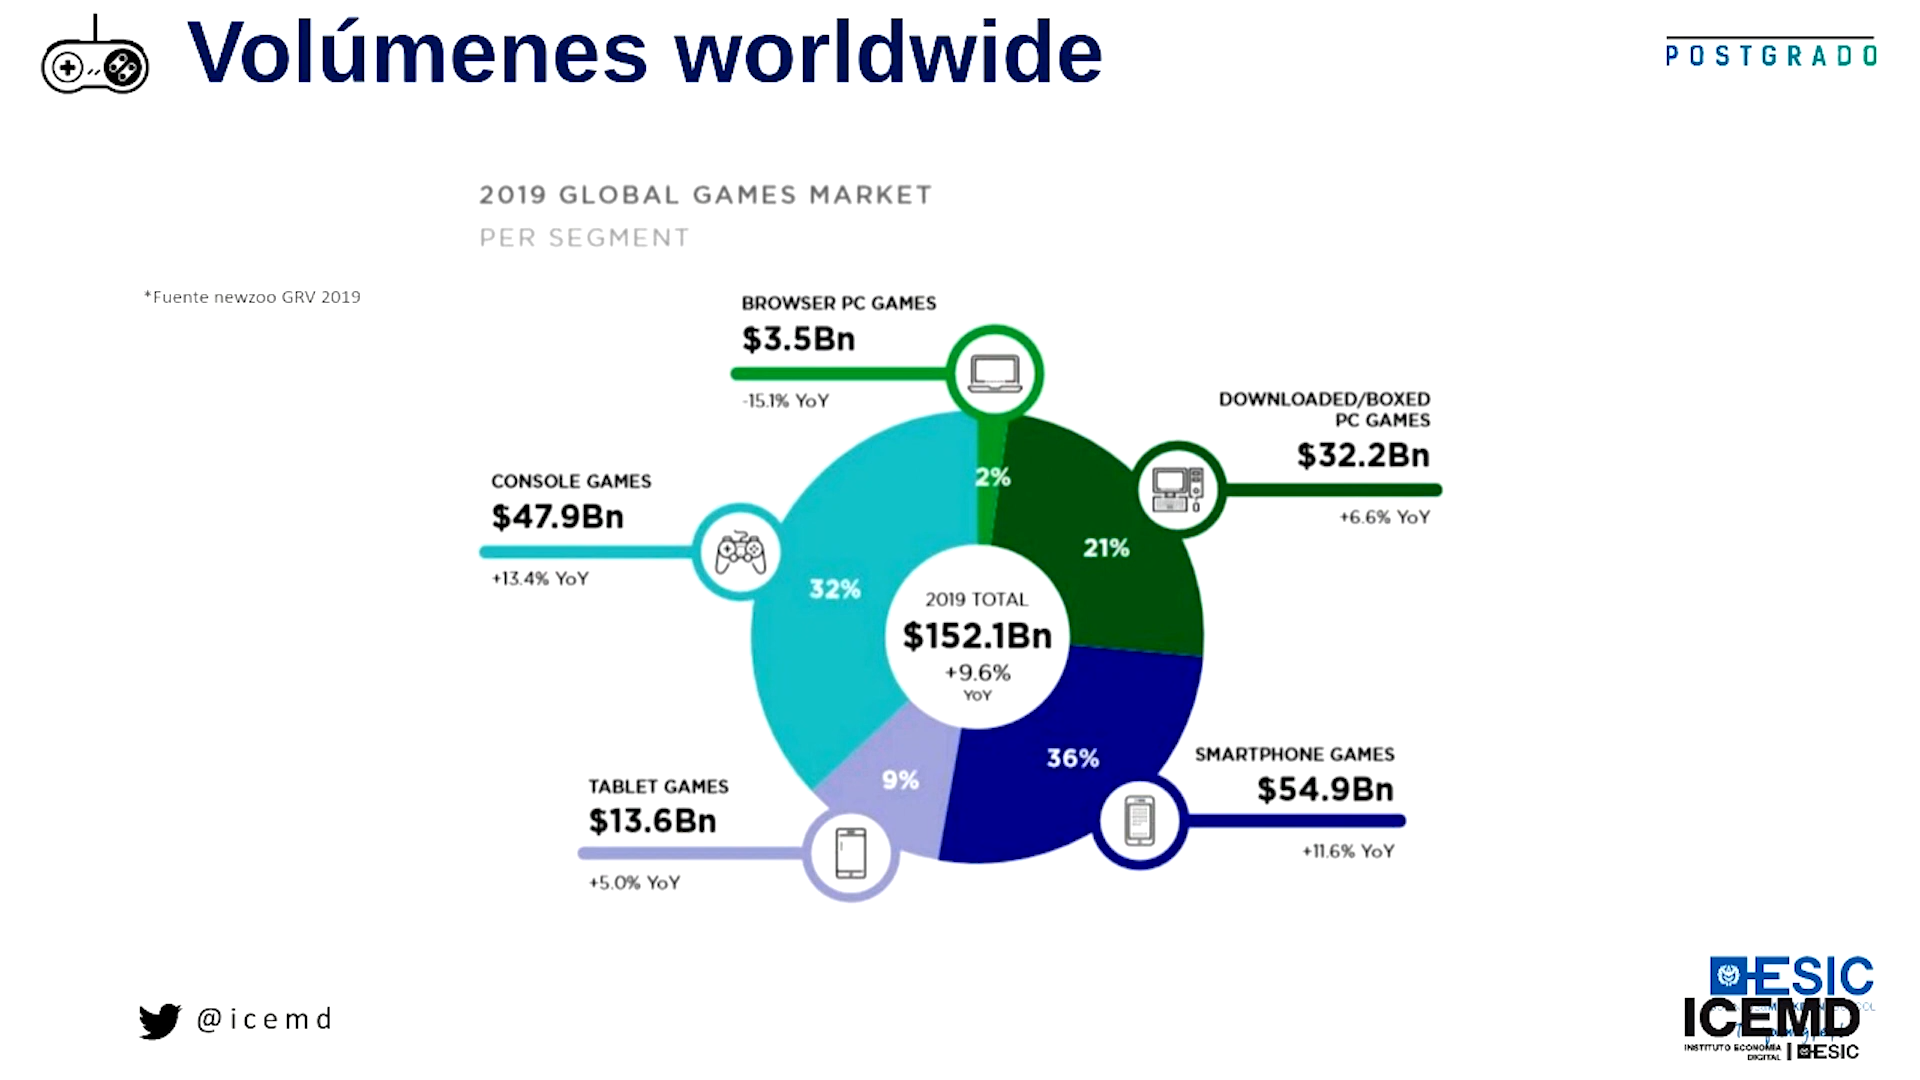 Volúmenes worldwide
POSTGRADO
2019 GLOBAL GAMES MARKET
PER SEGMENT
*Fuente newzoo GRV 2019
BROWSER PC GAMES
$3.5Bn
-15.1% YoY
DOWNLOADED/BOXED
PC GAMES
$32.2Bn
+6.6% YoY
CONSOLE GAMES
$47.9Bn
+13.4% YoY
2%
21%
32%
2019 TOTAL
$152.1Bn
+9.6%
YoY
36%
9%
SMARTPHONE GAMES
$54.9Bn
+11.6% YoY
TABLET GAMES
$13.6Bn
+5.0% YoY
@icemd
ESIC
ICEMD
INSTITUTO ECONOMIA
DIGITAL
ESIC